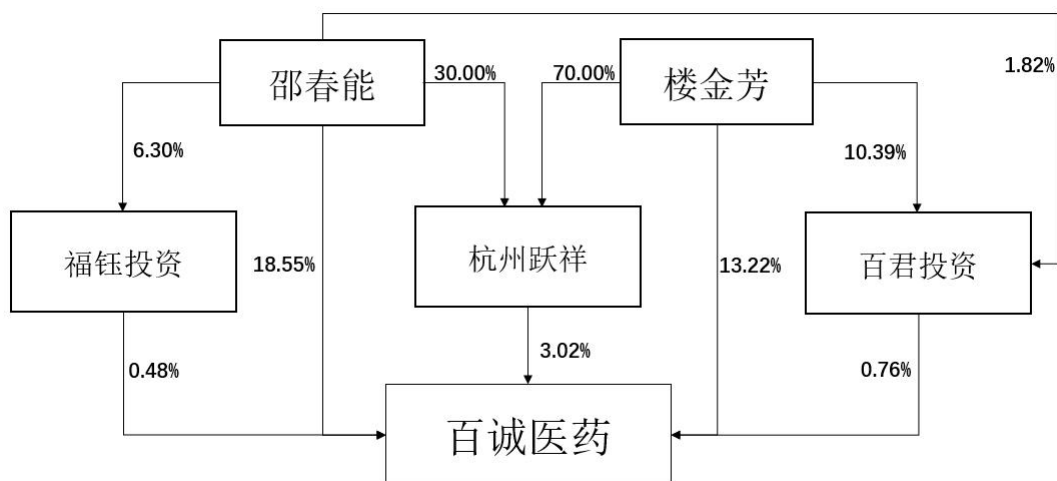 1.82%
邵春能
30.00%
70.00%
楼金芳
6.30%
10.39%
福钰投资
18.55%
杭州跃祥
13.22%
百君投资
0.48%
3.02%
0.76%
百诚医药